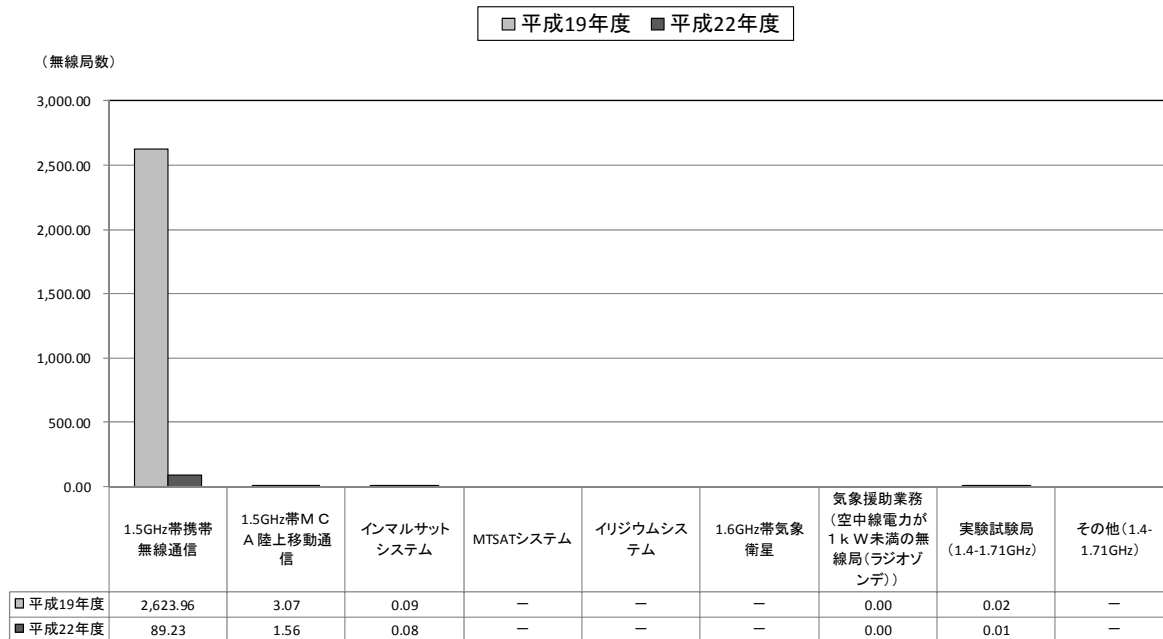 平成19年度 平成22年度
（無線局数）
3,000.00
2,500.00
2,000.00
1,500.00
1,000.00
500.00
0.00
1.5GHz帯携帯
無線通信
1.5GHz帯ＭＣ
Ａ陸上移動通
信
インマルサット
システム
MTSATシステム
イリジウムシス
テム
1.6GHz帯気象
衛星
気象援助業務
（空中線電力が
１ｋＷ未満の無
線局（ラジオゾ
ンデ））
実験試験局
（1.4-1.71GHz）
その他（1.4-
1.71GHz）
平成19年度 2,623.96 3.07 0.09 － － － 0.00 0.02 －
平成22年度 89.23 1.56 0.08 － － － 0.00 0.01 －